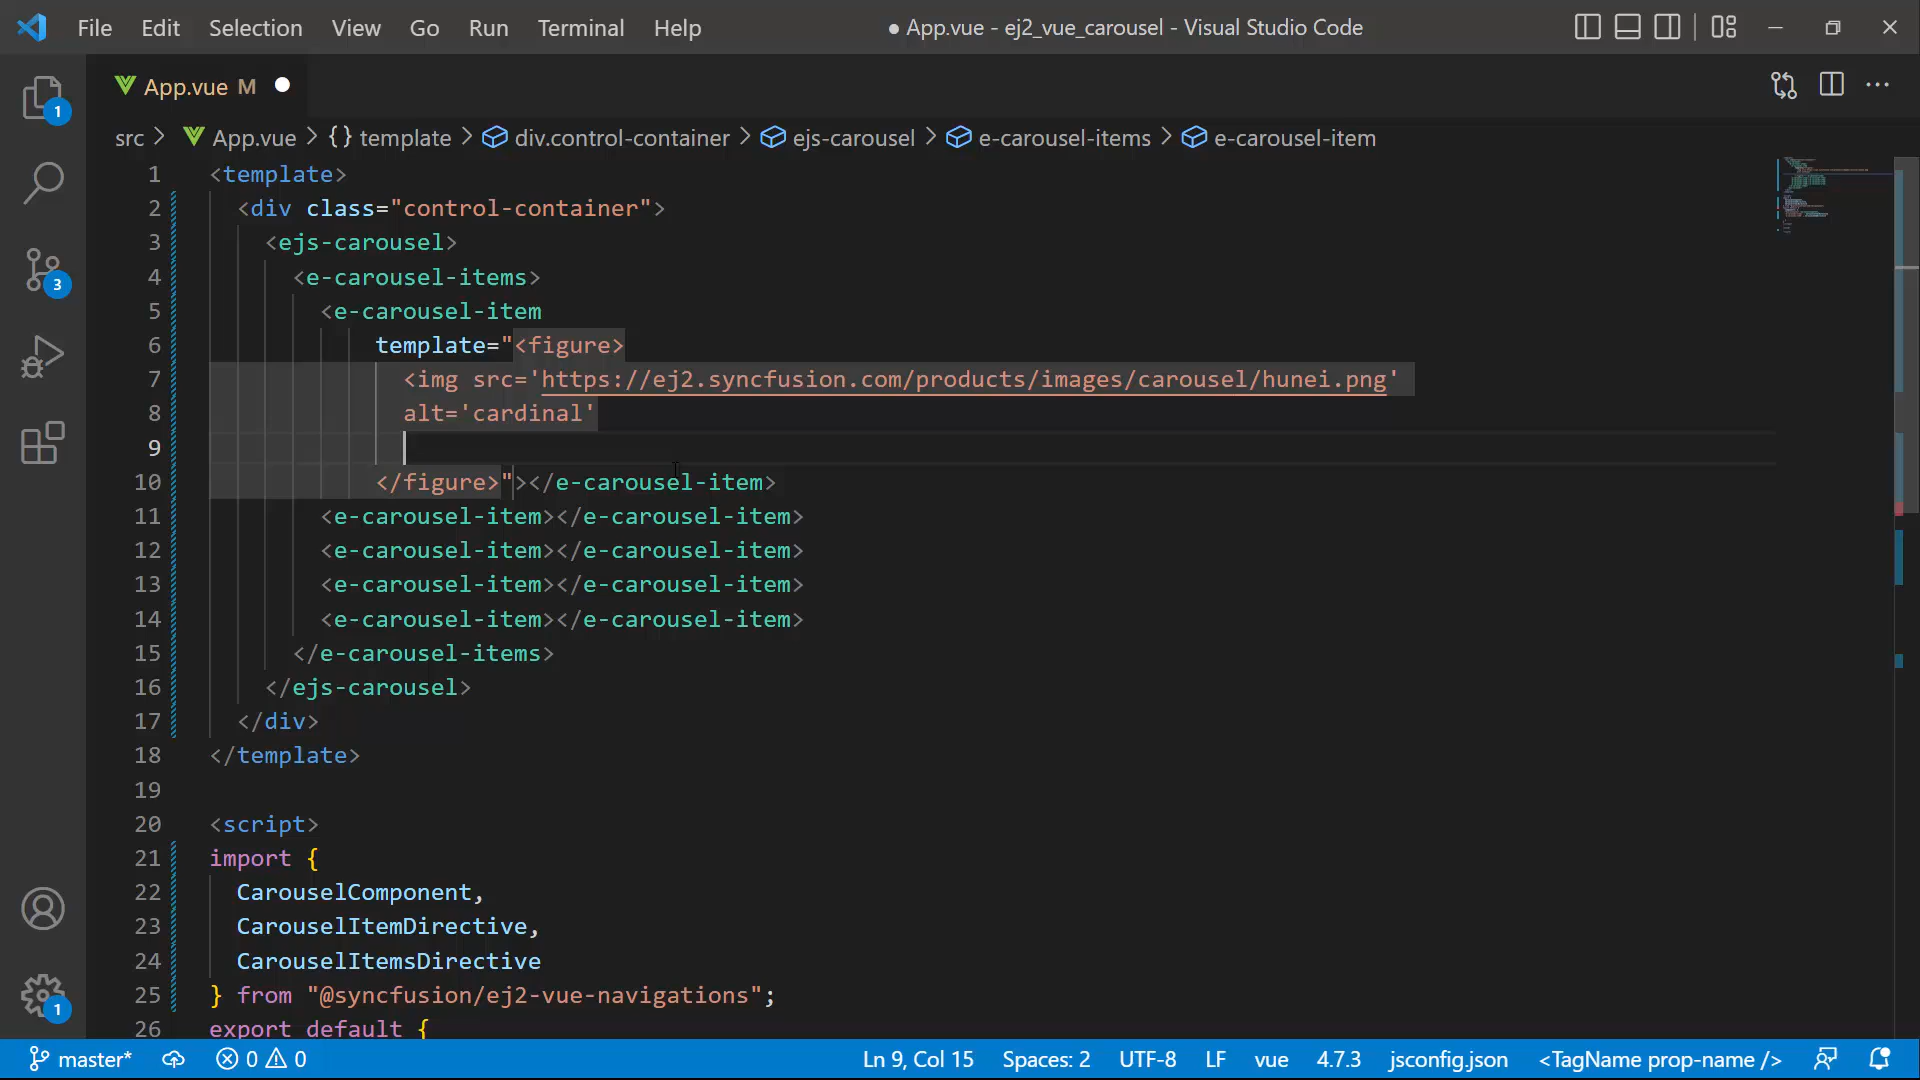 File Edit Selection View Go Run Terminal Help ● App.vue - ej2_vue_carousel - Visual Studio Code
App.vue M
src > App.vue > {} template > div.control-container > ejs-carousel > e-carousel-items > e-carousel-item
1 <template>
2 <div class="control-container">
3 <ejs-carousel>
4 <e-carousel-items>
5 <e-carousel-item
6 template="<figure>
7 <img src='https://ej2.syncfusion.com/products/images/carousel/hunei.png'
8 alt='cardinal'
9
10 </figure>"></e-carousel-item>
11 <e-carousel-item></e-carousel-item>
12 <e-carousel-item></e-carousel-item>
13 <e-carousel-item></e-carousel-item>
14 <e-carousel-item></e-carousel-item>
15 </e-carousel-items>
16 </ejs-carousel>
17 </div>
18 </template>
19
20 <script>
21 import {
22 CarouselComponent,
23 CarouselItemDirective,
24 CarouselItemsDirective
25 } from "@syncfusion/ej2-vue-navigations";
26 export default {
1
3
1
master* 0 0 Ln 9, Col 15 Spaces: 2 UTF-8 LF vue 4.7.3 jsconfig.json <TagName prop-name />